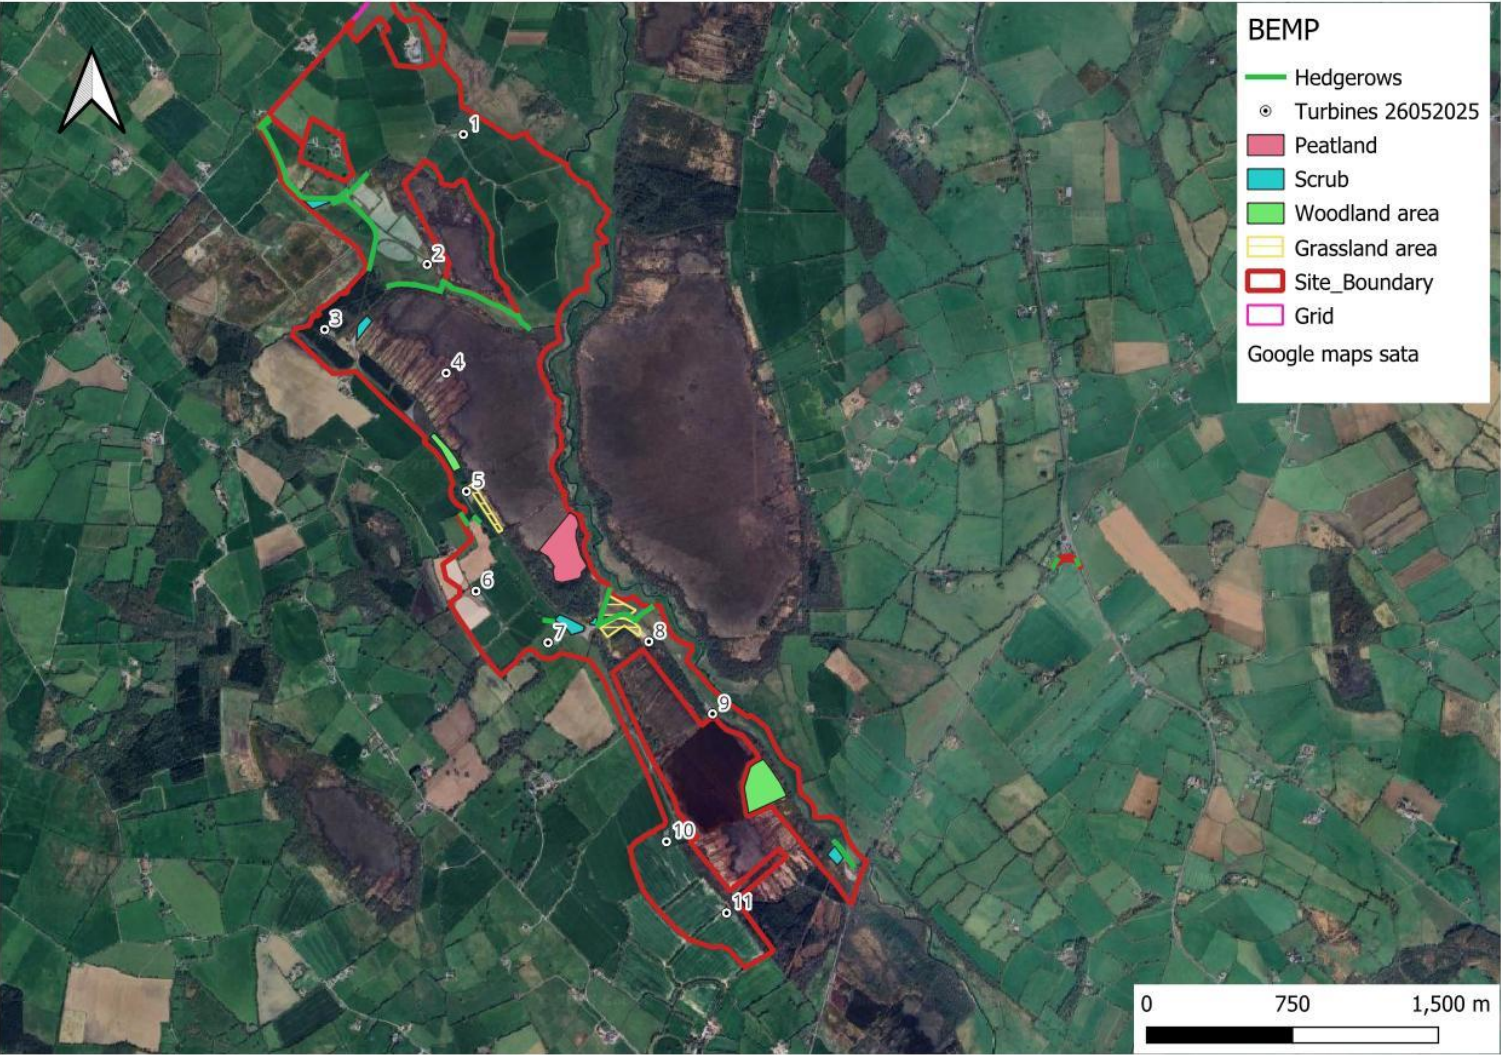 BEMP
Hedgerows
Turbines 26052025
Peatland
Scrub
Woodland area
Grassland area
Site_Boundary
Grid
Google maps sata
1
2
3
4
5
6
7
8
9
10
11
0 750 1,500 m